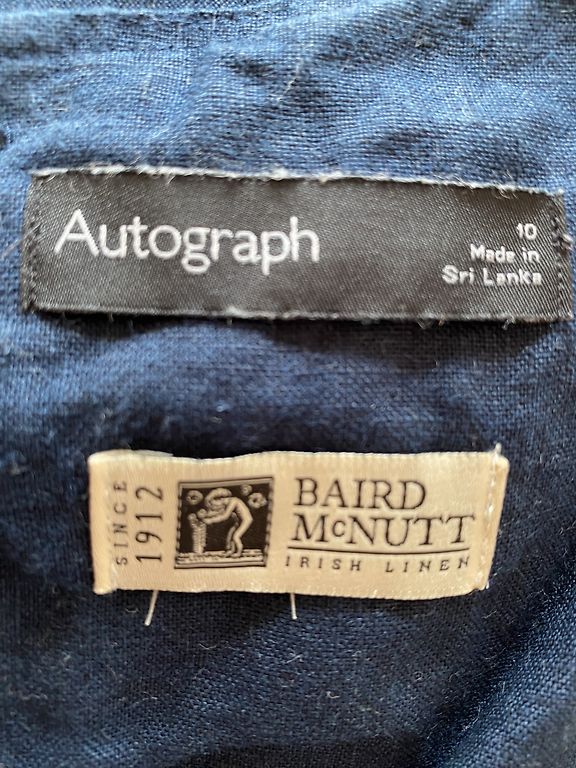 Autograph
10
Made in
Sri Lanka
SINCE
1912
BAIRD
McNUTT
IRISH LINEN